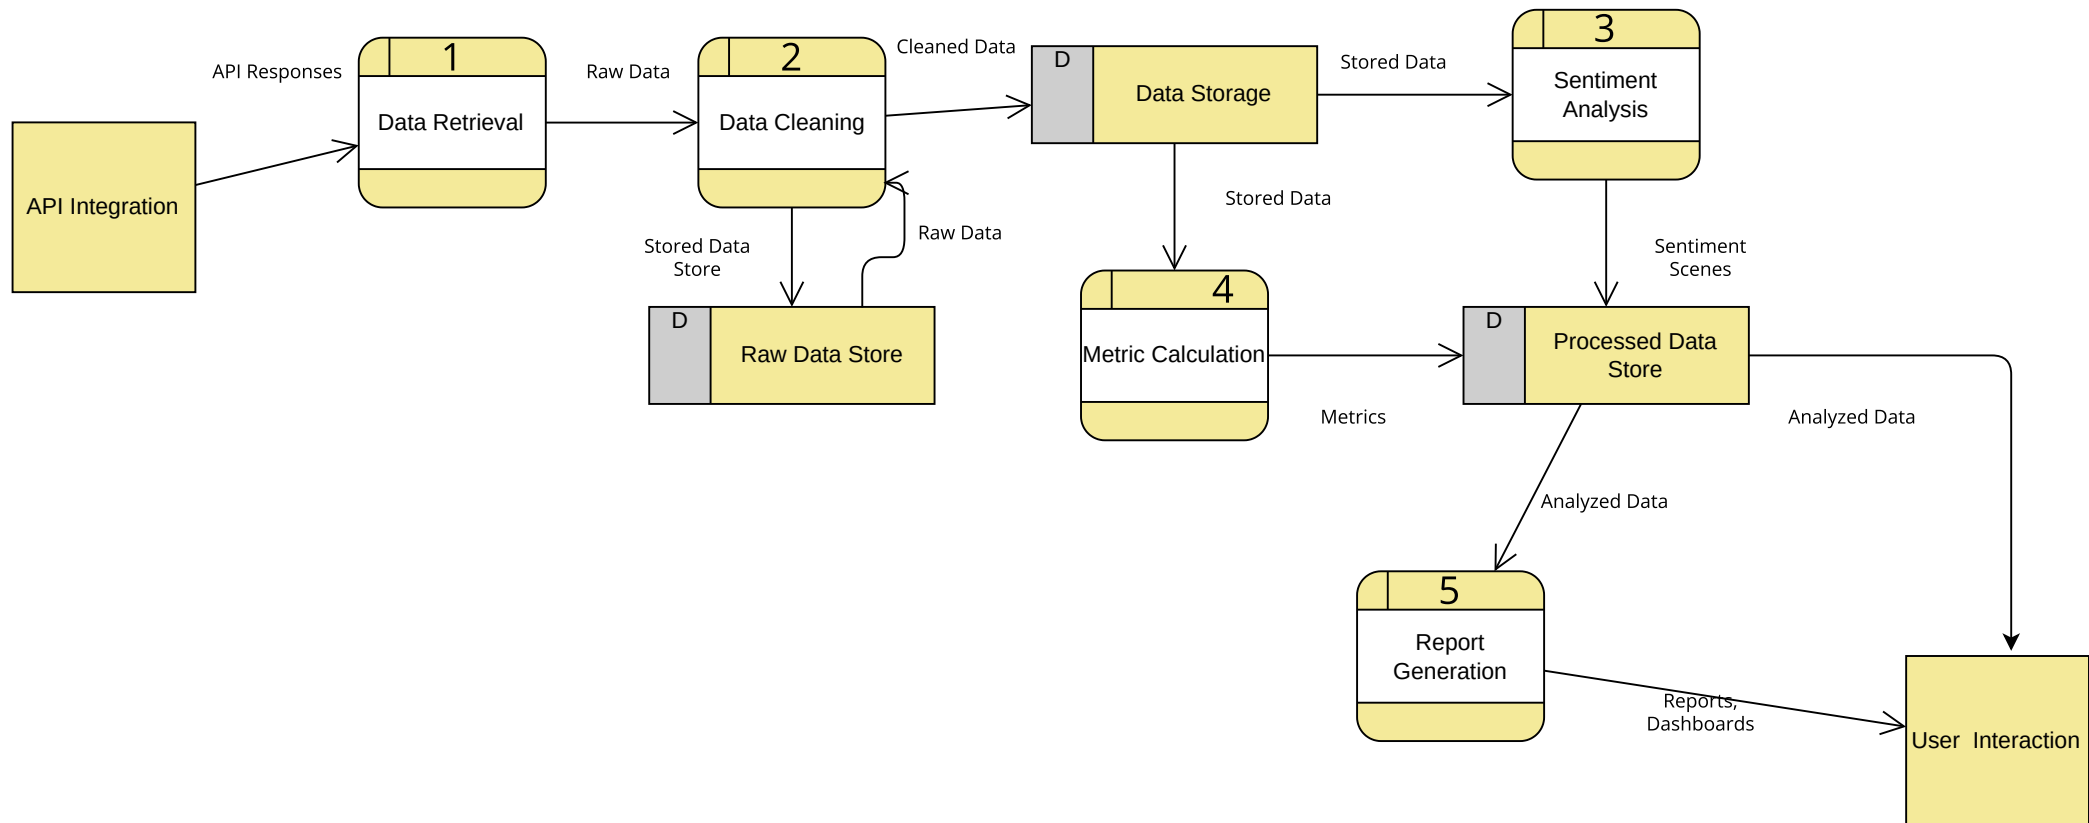 API Responses
1
Raw Data
2
Cleaned Data
D
Data Storage
Stored Data
3
Sentiment
Analysis
API Integration
Data Retrieval
Data Cleaning
Stored Data
Store
Raw Data
Stored Data
Sentiment
Scenes
D
Raw Data Store
4
Metric Calculation
Metrics
D
Processed Data
Store
Analyzed Data
Analyzed Data
5
Report
Generation
Reports,
Dashboards
User  Interaction